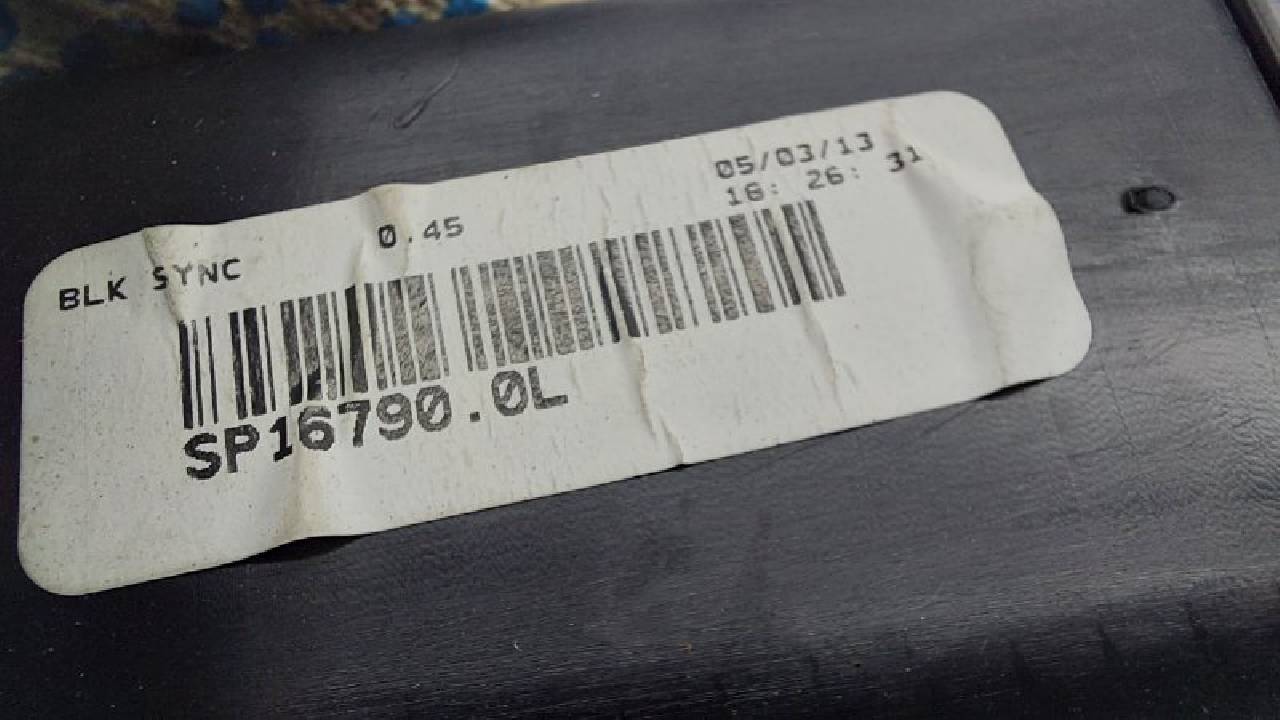 05/03/13
16: 26: 31
BLK SYNC 0.45
SP16790.0L